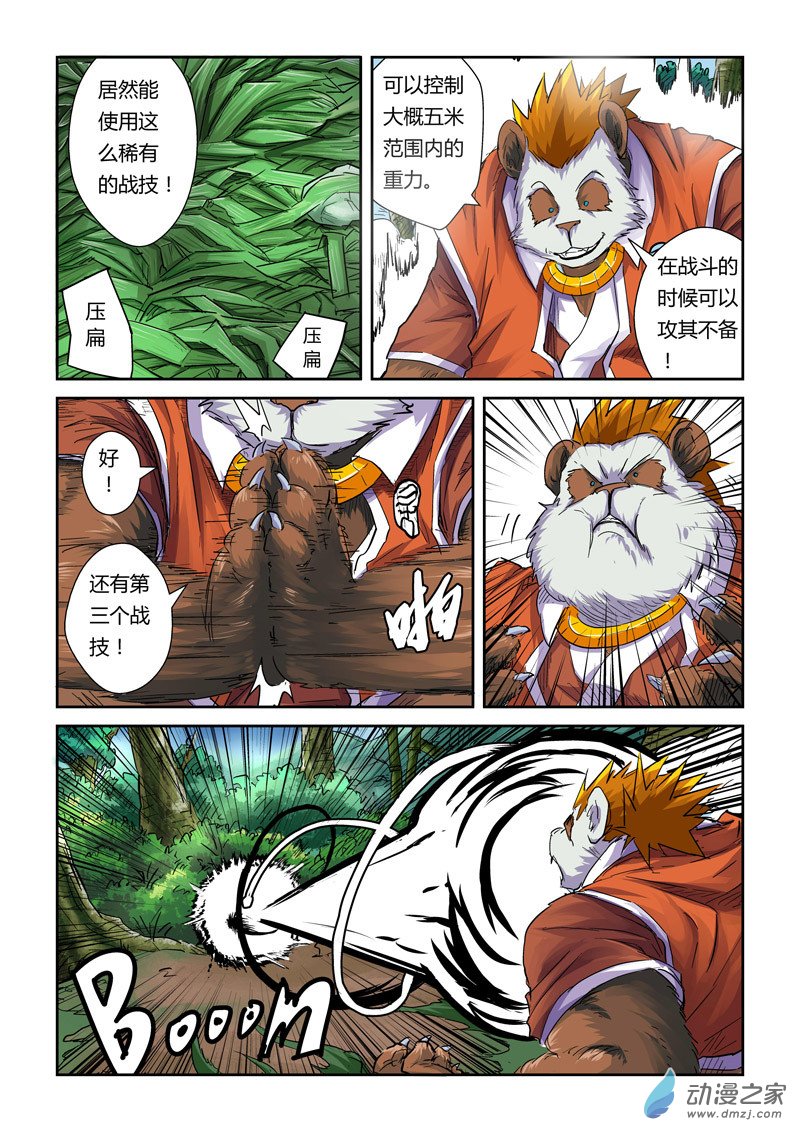 居然能
使用这
么稀有
的战技！
压
扁
压
扁
可以控制
大概五米
范围内的
重力。
在战斗的
时候可以
攻其不备
！
好
！
还有第
三个战
技！
啪
BOOOM
动漫之家
www.dmzj.com